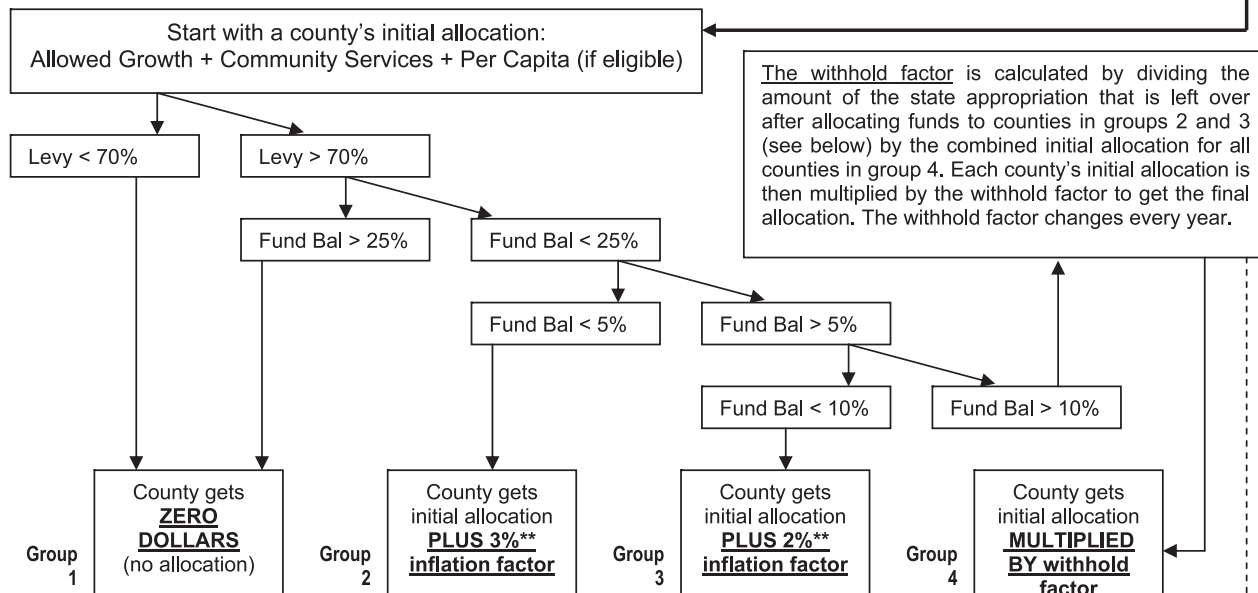 Start with a county's initial allocation:
Allowed Growth + Community Services + Per Capita (if eligible)
The withhold factor is calculated by dividing the
amount of the state appropriation that is left over
after allocating funds to counties in groups 2 and 3
(see below) by the combined initial allocation for all
counties in group 4. Each county's initial allocation is
then multiplied by the withhold factor to get the final
allocation. The withhold factor changes every year.
Levy < 70%
Levy > 70%
Fund Bal > 25%
Fund Bal < 25%
Fund Bal < 5%
Fund Bal > 5%
Fund Bal < 10%
Fund Bal > 10%
Group
1
County gets
ZERO
DOLLARS
(no allocation)
Group
2
County gets
initial allocation
PLUS 3%**
inflation factor
Group
3
County gets
initial allocation
PLUS 2%**
inflation factor
Group
4
County gets
initial allocation
MULTIPLIED
BY withhold
factor